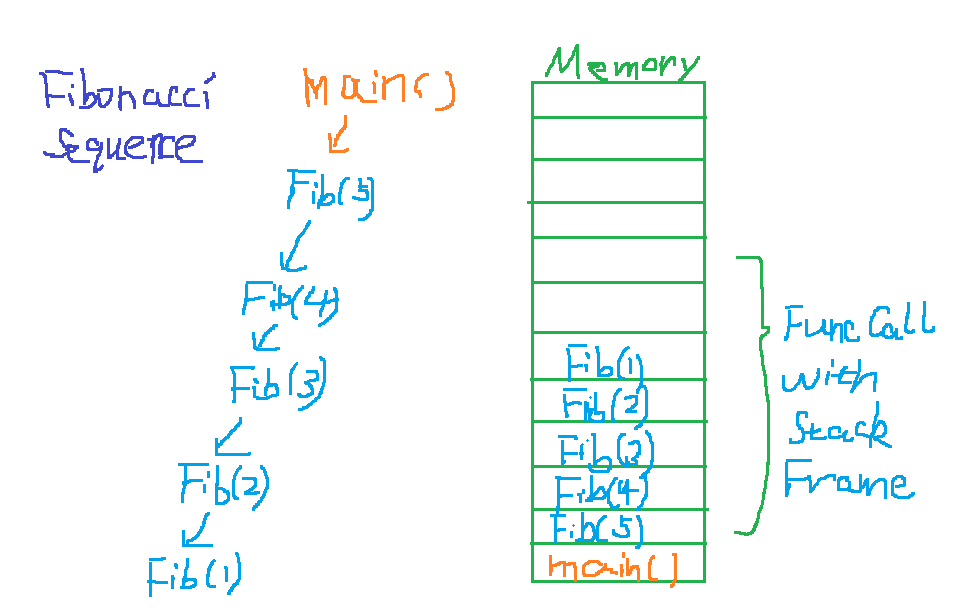 Fibonacci
Sequence
Main()
Fib(5)
Fib(4)
Fib(3)
Fib(2)
Fib(1)
Memory
Fib(1)
Fib(2)
Fib(3)
Fib(4)
Fib(5)
main()
Func Call
with
Stack
Frame